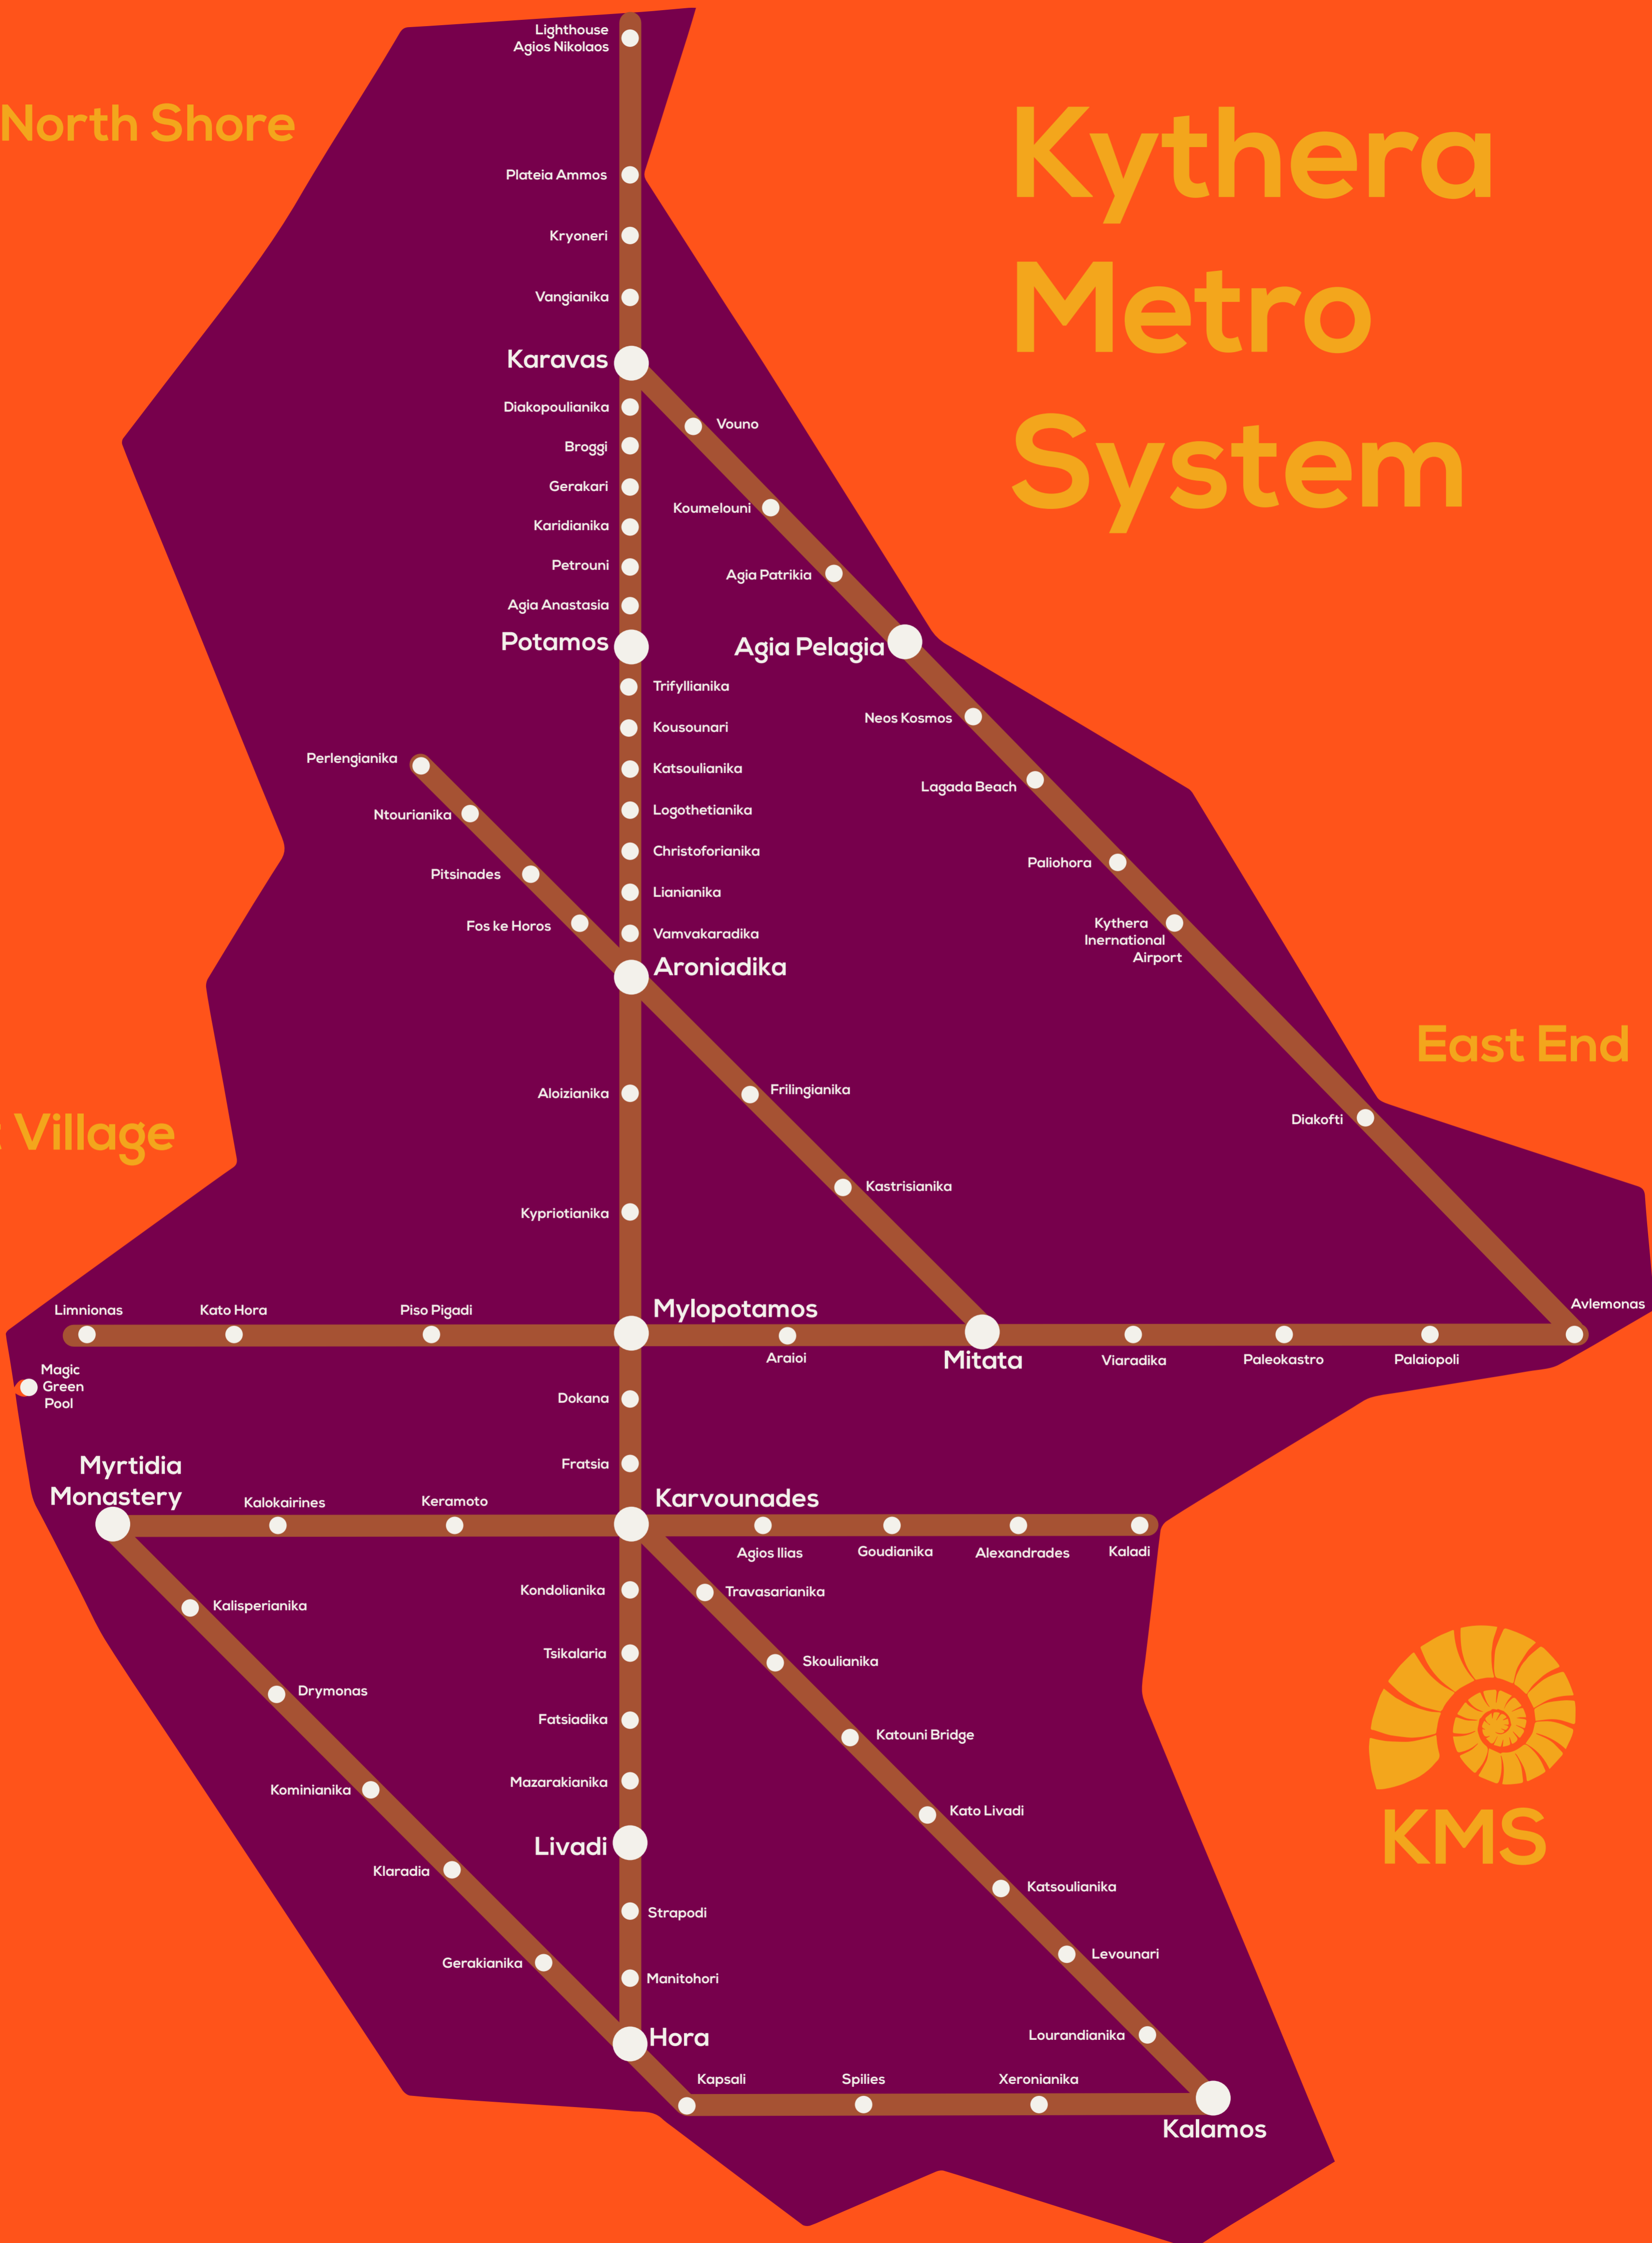 Lighthouse
Agios Nikolaos
North Shore
Kythera
Metro
System
Plateia Ammos
Kryoneri
Vangianika
Karavas
Diakopoulianika
Vouno
Broggi
Gerakari
Koumelouni
Karidianika
Petrouni
Agia Patrikia
Agia Anastasia
Potamos
Agia Pelagia
Trifyllianika
Neos Kosmos
Kousounari
Perlengianika
Katsoulianika
Lagada Beach
Ntourianika
Logothetianika
Christoforianika
Paliohora
Pitsinades
Lianianika
Fos ke Horos
Vamvakaradika
Kythera
Inernational
Airport
Aroniadika
East End
Aloizianika
Frilingianika
Diakofti
Village
Kastrisianika
Kypriotianika
Limnionas
Kato Hora
Piso Pigadi
Mylopotamos
Avlemonas
Araioi
Mitata
Viaradika
Paleokastro
Palaiopoli
Magic
Green
Pool
Dokana
Fratsia
Myrtidia
Monastery
Kalokairines
Keramoto
Karvounades
Agios Ilias
Goudianika
Alexandrades
Kaladi
Kondolianika
Travasarianika
Kalisperianika
Tsikalaria
Skoulianika
Drymonas
Fatsiadika
Katouni Bridge
Kominianika
Mazarakianika
Kato Livadi
KMS
Livadi
Klaradia
Katsoulianika
Strapodi
Levounari
Gerakianika
Manitohori
Hora
Lourandianika
Kapsali
Spilies
Xeronianika
Kalamos